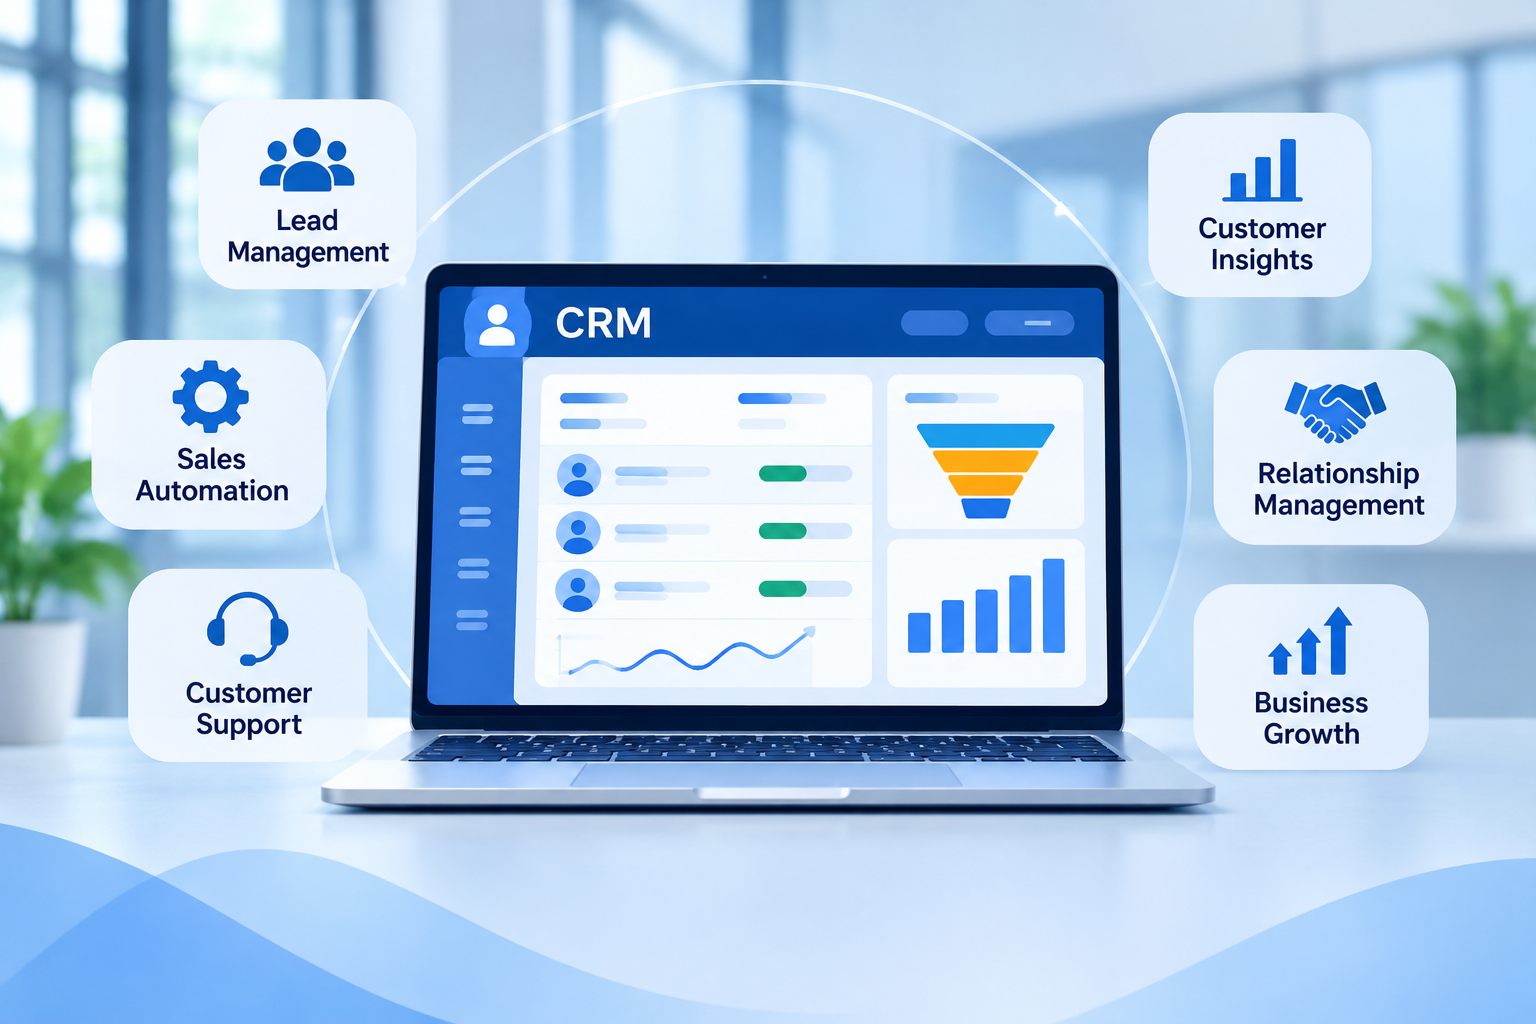 Lead
Management
Customer
Insights
CRM
Sales
Automation
Relationship
Management
Customer
Support
Business
Growth